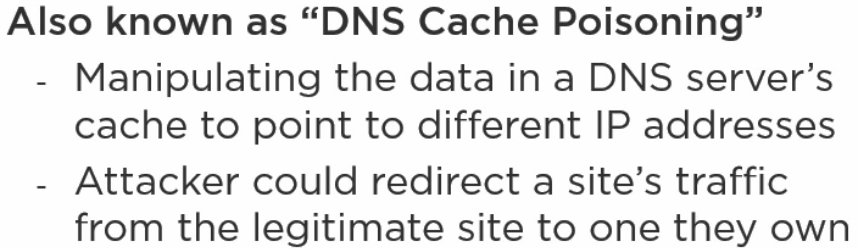 Also known as “DNS Cache Poisoning”
- Manipulating the data in a DNS server’s
cache to point to different IP addresses
- Attacker could redirect a site’s traffic
from the legitimate site to one they own